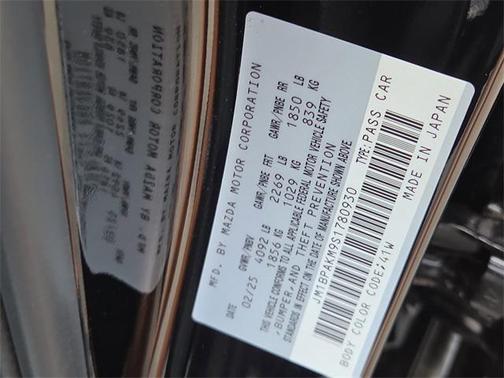 MFD. BY MAZDA MOTOR CORPORATION
02/25 GVWR/PNBV GAWR/PNBE FRT GAWR/PNBE RR
4092 LB 2269 LB 1850 LB
1856 KG 1029 KG 839 KG
THIS VEHICLE CONFORMS TO ALL APPLICABLE FEDERAL MOTOR VEHICLE SAFETY
,BUMPER,AND THEFT PREVENTION
STANDARDS IN EFFECT ON THE DATE OF MANUFACTURE SHOWN ABOVE
JM1BPAKM9S1780930 TYPE:PASS CAR
BODY COLOR CODE:41W MADE IN JAPAN